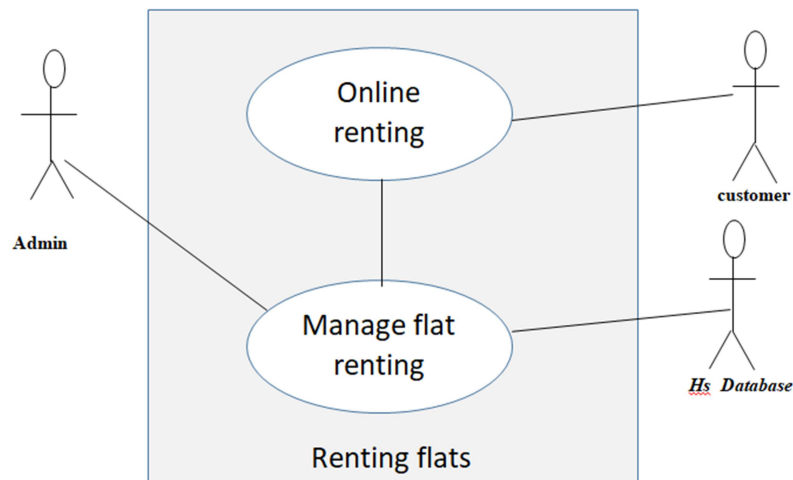 Online
renting
customer
Admin
Manage flat
renting
Hs Database
Renting flats